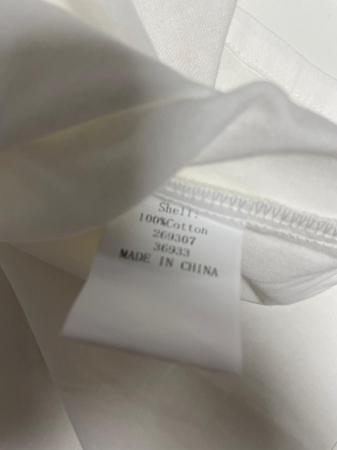 Shell:
100%Cotton
269307
36933
MADE IN CHINA